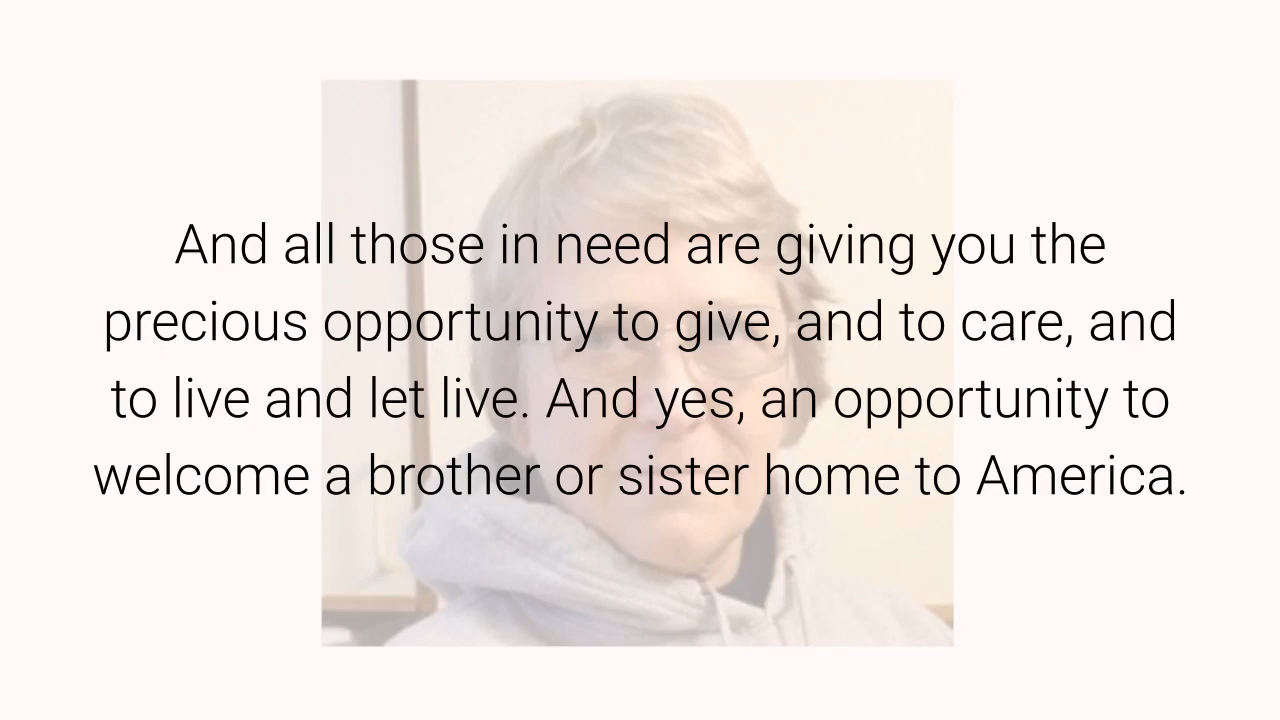 And all those in need are giving you the
precious opportunity to give, and to care, and
to live and let live. And yes, an opportunity to
welcome a brother or sister home to America.